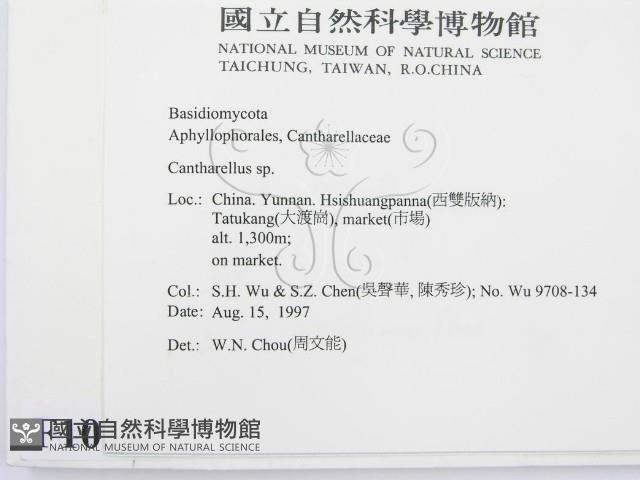 國立自然科學博物館
NATIONAL MUSEUM OF NATURAL SCIENCE
TAICHUNG, TAIWAN, R.O.CHINA
Basidiomycota
Aphyllophorales, Cantharellaceae
Cantharellus sp.
Loc.: China. Yunnan. Hsishuangpanna(西雙版納):
Tatukang(大渡崗), market(市場)
alt. 1,300m;
on market.
Col.: S.H. Wu & S.Z. Chen(吳聲華, 陳秀珍); No. Wu 9708-134
Date: Aug. 15, 1997
Det.: W.N. Chou(周文能)
國立自然科學博物館
NATIONAL MUSEUM OF NATURAL SCIENCE